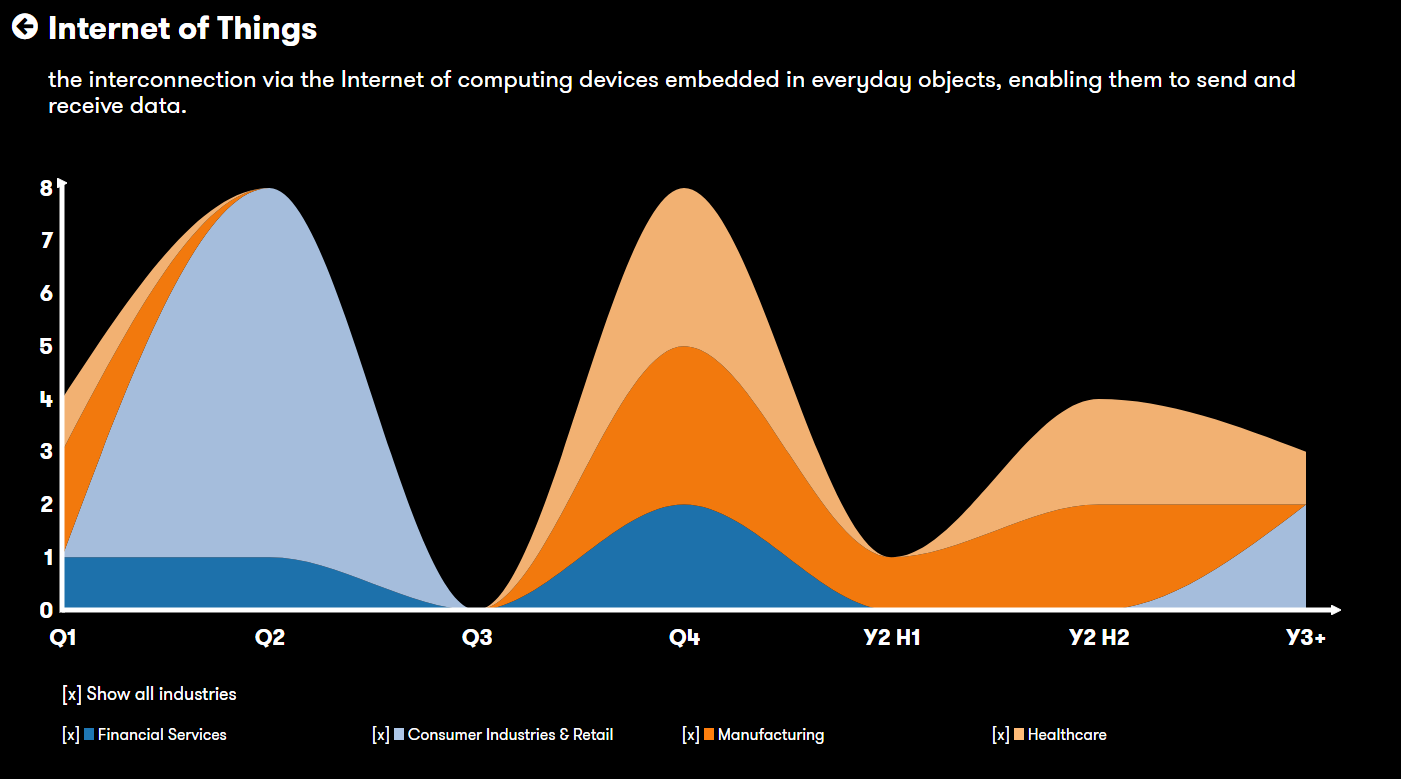 Internet of Things
the interconnection via the Internet of computing devices embedded in everyday objects, enabling them to send and
receive data.
8
7
6
5
4
3
2
1
0
Q1 Q2 Q3 Q4 Y2 H1 Y2 H2 Y3+
[x] Show all industries
[x] Financial Services [x] Consumer Industries & Retail [x] Manufacturing [x] Healthcare